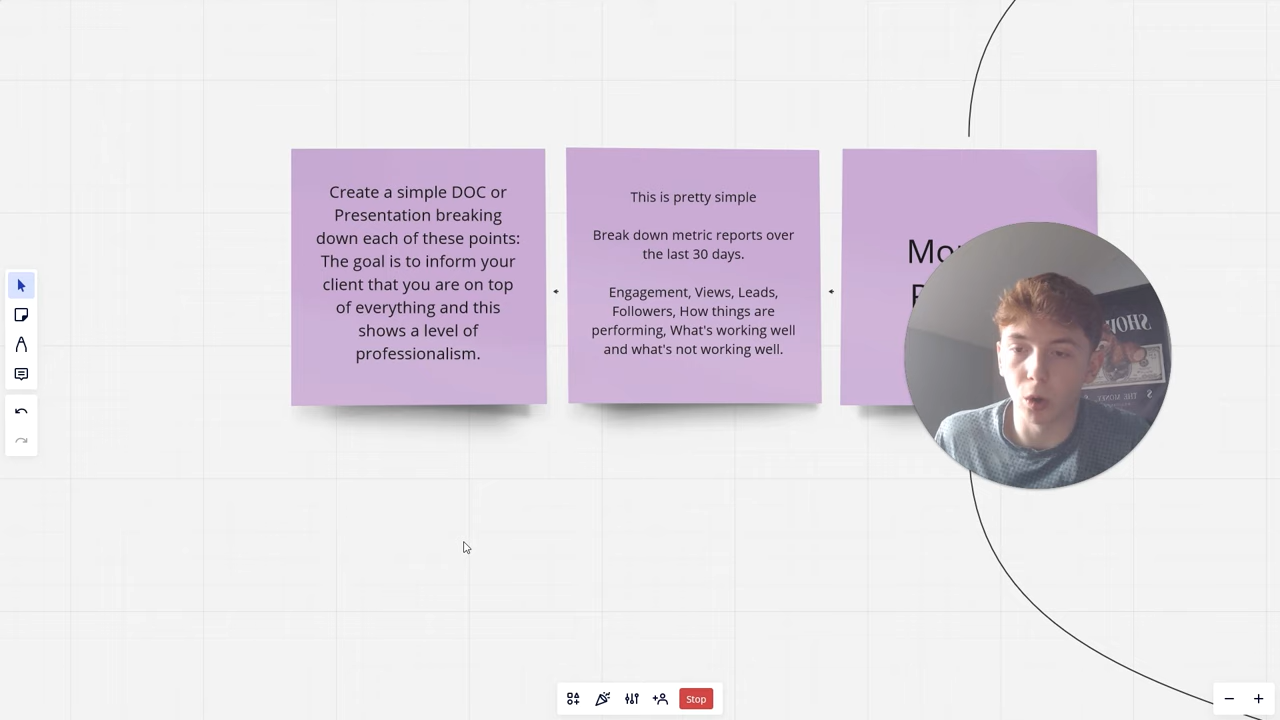 Create a simple DOC or
Presentation breaking
down each of these points:
The goal is to inform your
client that you are on top
of everything and this
shows a level of
professionalism.
This is pretty simple
Break down metric reports over
the last 30 days.
Engagement, Views, Leads,
Followers, How things are
performing, What's working well
and what's not working well.
SHOW
THE MONEY
Stop